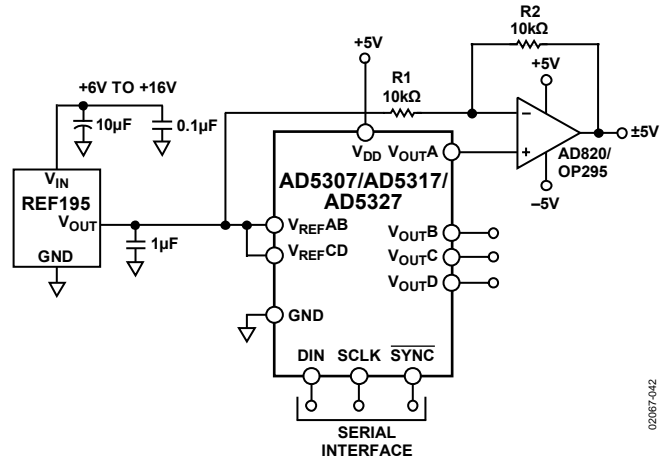 R2
10kΩ
+5V
+6V TO +16V
R1
10kΩ
+5V
10µF
0.1µF
−
+
±5V
AD820/
OP295
−5V
VDD
VOUTA
VIN
REF195
VOUT
GND
1µF
AD5307/AD5317/
AD5327
VREFAB
VREFCD
VOUTB
VOUTC
VOUTD
GND
DIN SCLK SYNC
SERIAL
INTERFACE
02067-042